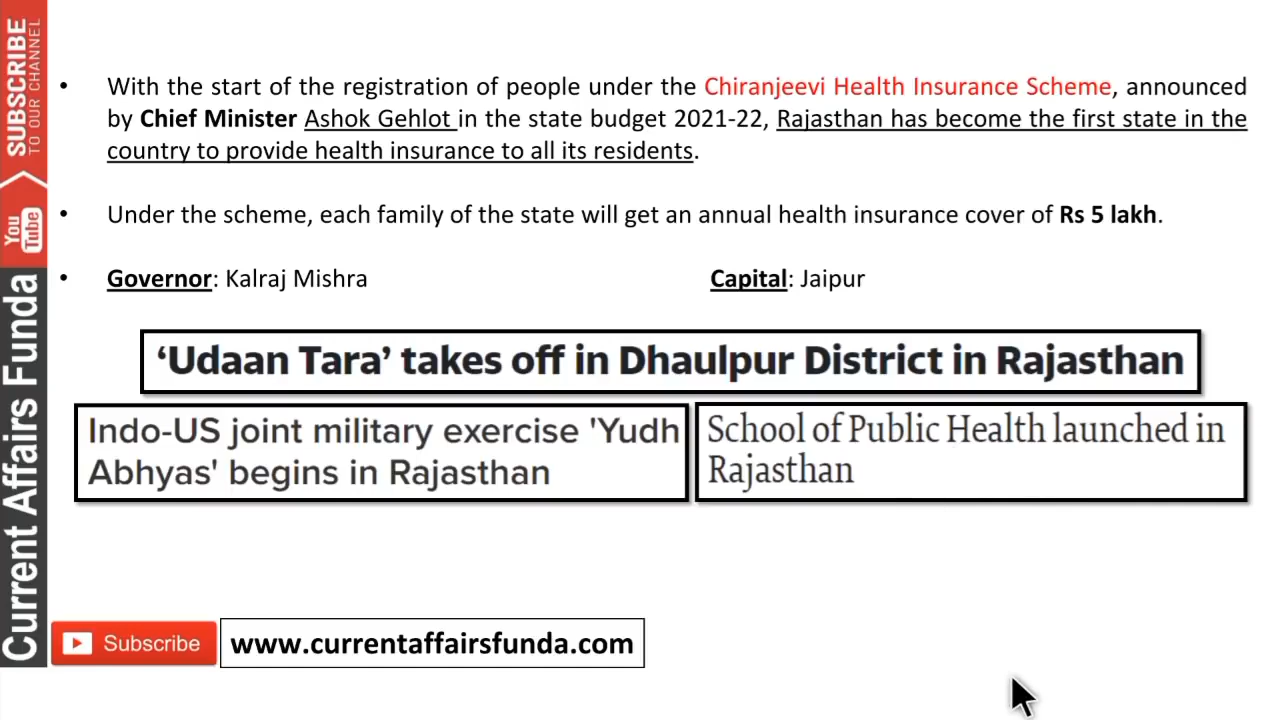 SUBSCRIBE
TO OUR CHANNEL
You
Tube
Current Affairs Funda
• With the start of the registration of people under the Chiranjeevi Health Insurance Scheme, announced
by Chief Minister Ashok Gehlot in the state budget 2021-22, Rajasthan has become the first state in the
country to provide health insurance to all its residents.
• Under the scheme, each family of the state will get an annual health insurance cover of Rs 5 lakh.
• Governor: Kalraj Mishra Capital: Jaipur
‘Udaan Tara’ takes off in Dhaulpur District in Rajasthan
Indo-US joint military exercise 'Yudh
Abhyas' begins in Rajasthan
School of Public Health launched in
Rajasthan
Subscribe
www.currentaffairsfunda.com